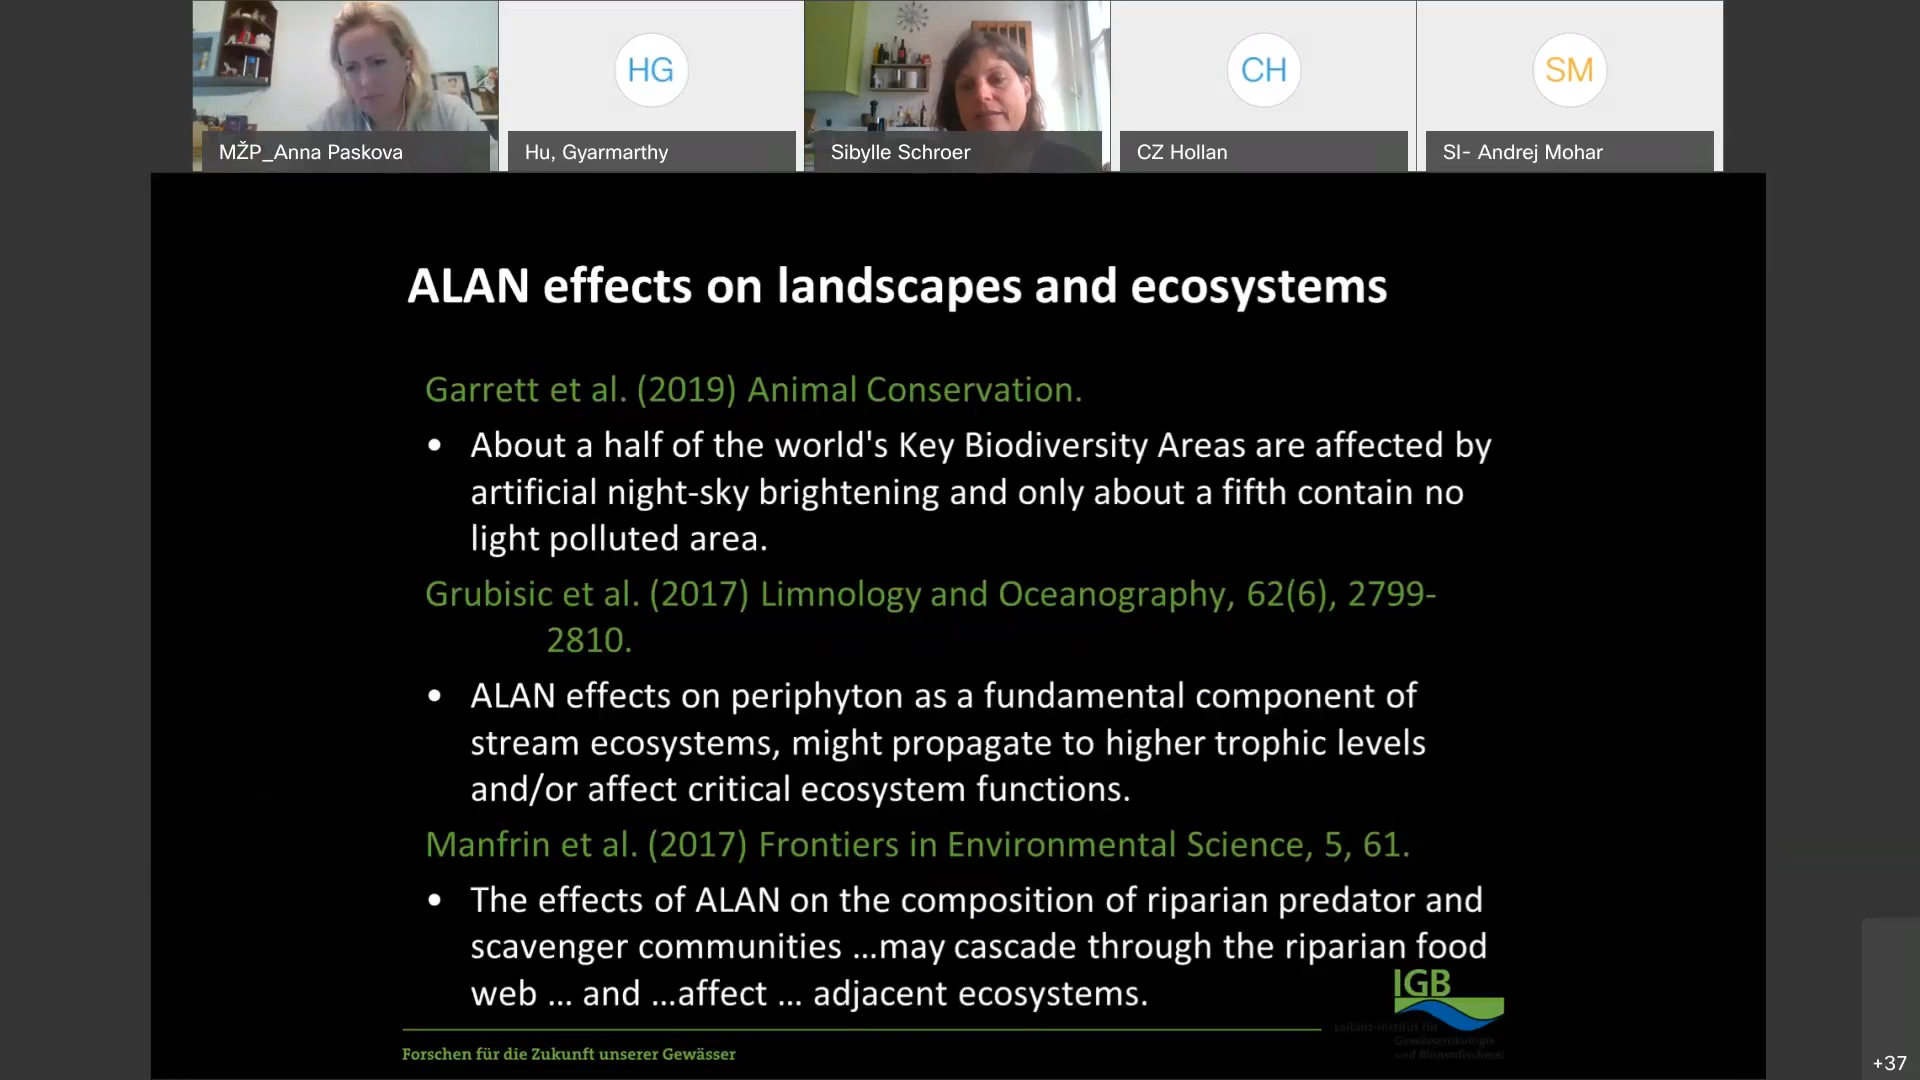 HG
CH
SM
MŽP_Anna Paskova
Hu, Gyarmarthy
Sibylle Schroer
CZ Hollan
SI- Andrej Mohar
ALAN effects on landscapes and ecosystems
Garrett et al. (2019) Animal Conservation.
• About a half of the world's Key Biodiversity Areas are affected by
artificial night-sky brightening and only about a fifth contain no
light polluted area.
Grubisic et al. (2017) Limnology and Oceanography, 62(6), 2799-
2810.
• ALAN effects on periphyton as a fundamental component of
stream ecosystems, might propagate to higher trophic levels
and/or affect critical ecosystem functions.
Manfrin et al. (2017) Frontiers in Environmental Science, 5, 61.
• The effects of ALAN on the composition of riparian predator and
scavenger communities …may cascade through the riparian food
web … and …affect … adjacent ecosystems.
IGB
Leibniz-Institut für
Gewässerökologie
und Binnenfischerei
Forschen für die Zukunft unserer Gewässer
+37